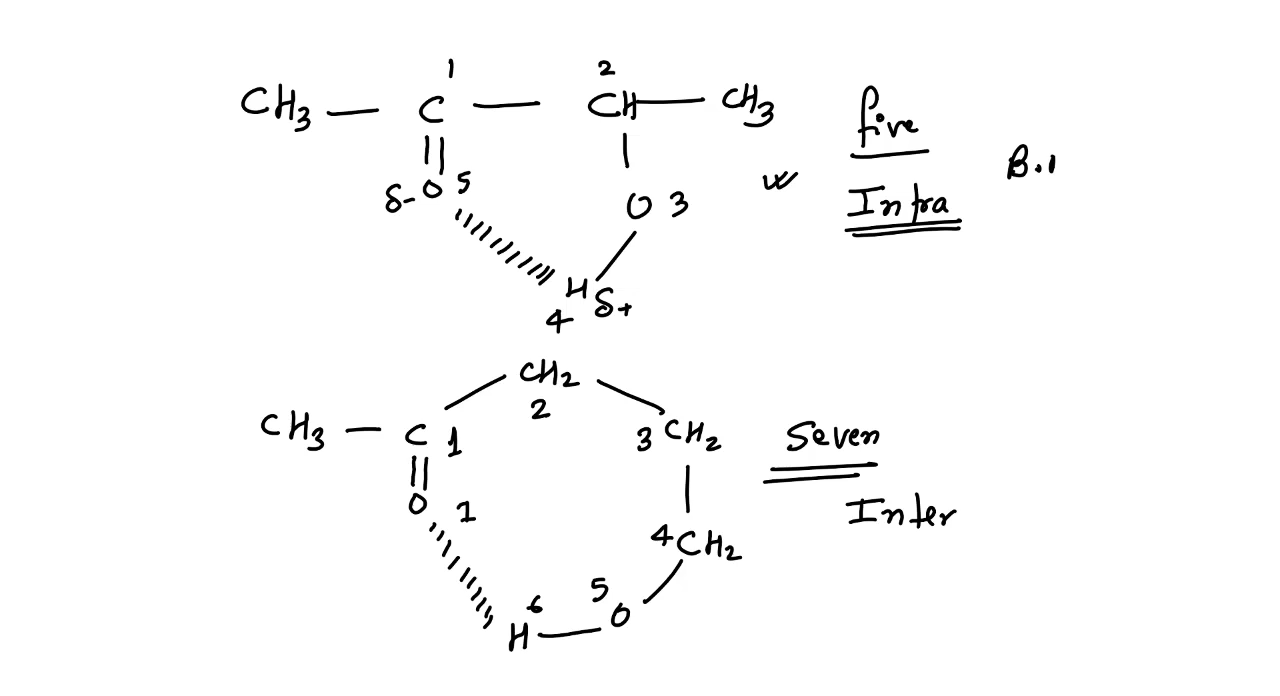 1 2
CH3 — C — CH — CH3 five
δ- O 5 O 3 Intra B.1
H δ+
4
CH2
2
CH3 — C 1 3 CH2 Seven
O 1 Inter
4 CH2
5
6 O
H